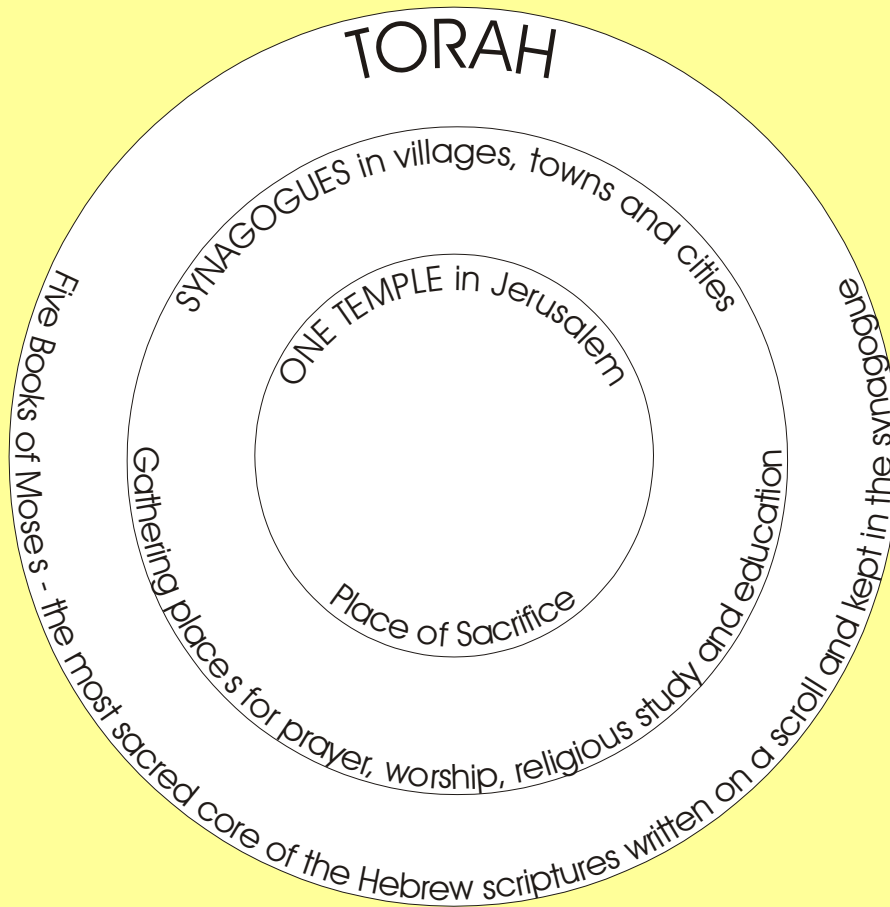 TORAH
Five Books of Moses - the most sacred core of the Hebrew scriptures written on a scroll and kept in the synagogue
SYNAGOGUES in villages, towns and cities
Gathering places for prayer, worship, religious study and education
ONE TEMPLE in Jerusalem
Place of Sacrifice